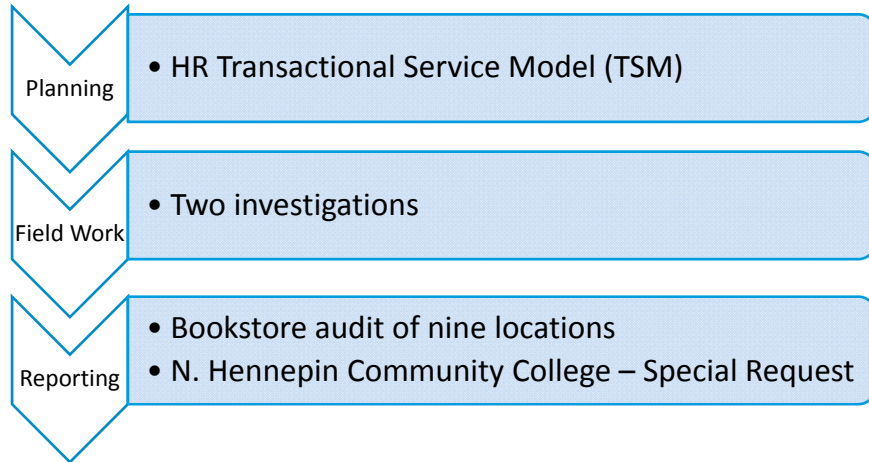 Planning
• HR Transactional Service Model (TSM)
Field Work
• Two investigations
Reporting
• Bookstore audit of nine locations
• N. Hennepin Community College – Special Request